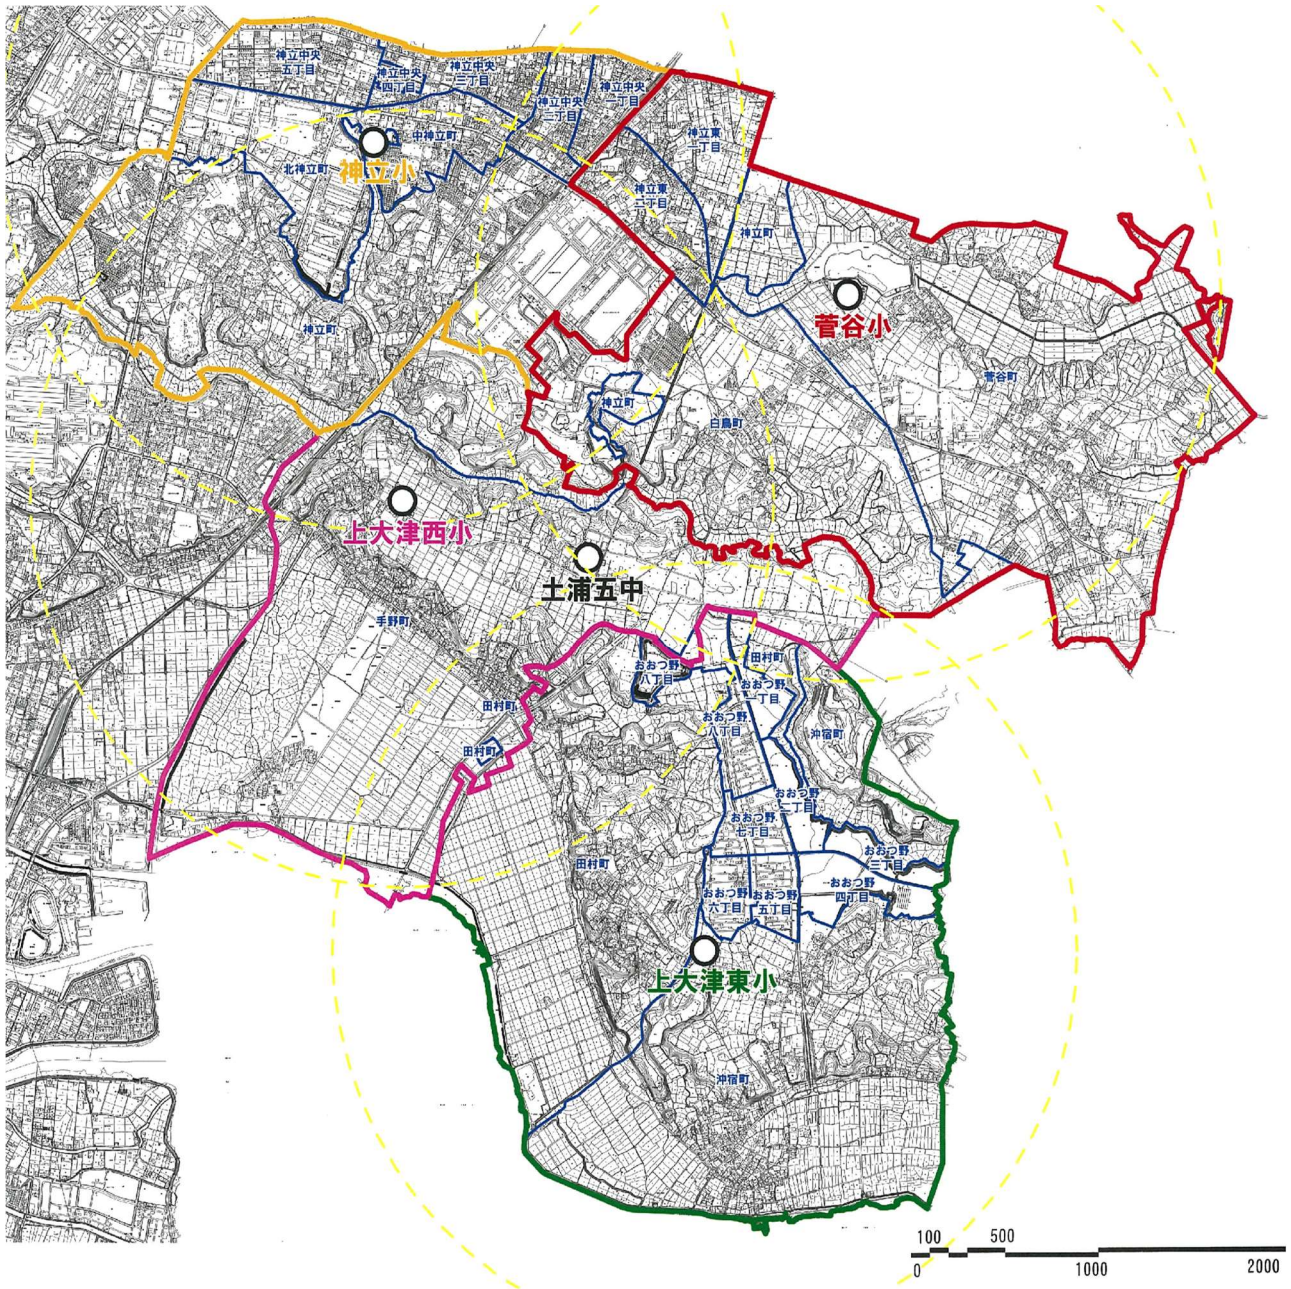 神立中央
五丁目
神立中央
四丁目
神立中央
三丁目
神立中央
二丁目
神立中央
一丁目
神立東
一丁目
中神立町
北神立町
神立小
神立東
二丁目
神立町
菅谷小
神立町
菅谷町
神立町
白鳥町
上大津西小
土浦五中
手野町
おおつ野
八丁目
田村町
おおつ野
一丁目
田村町
おおつ野
八丁目
沖宿町
田村町
おおつ野
二丁目
おおつ野
七丁目
田村町
おおつ野
三丁目
おおつ野
四丁目
おおつ野
六丁目
おおつ野
五丁目
上大津東小
沖宿町
100 500
0 1000 2000